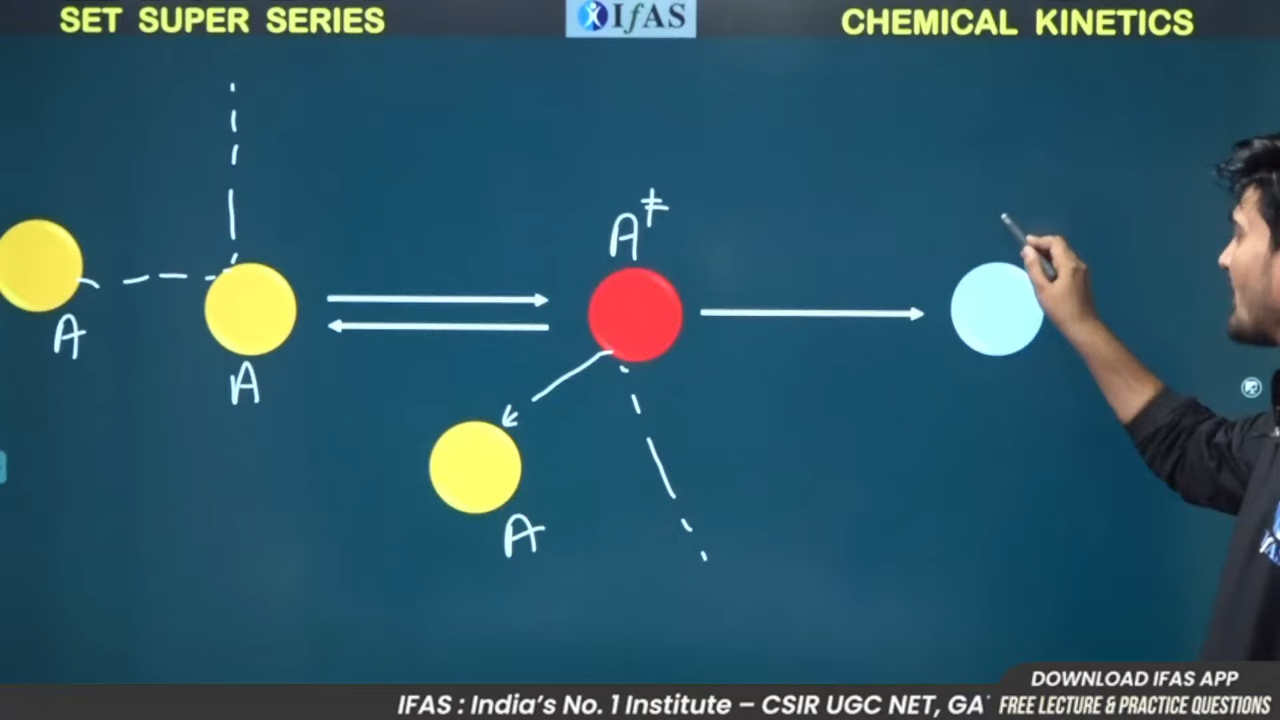 SET SUPER SERIES
IfAS
CHEMICAL KINETICS
A‡
A
A
A
IFAS : India's No. 1 Institute – CSIR UGC NET, GA
DOWNLOAD IFAS APP
FREE LECTURE & PRACTICE QUESTIONS